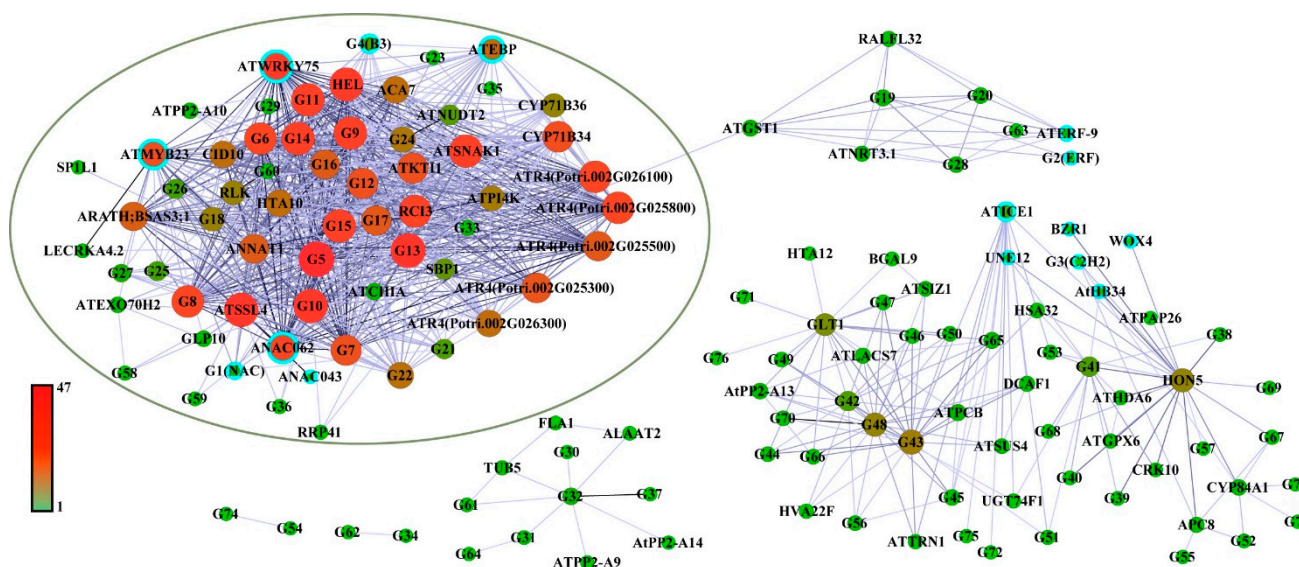 G4(B3)
ATEBP
G23
ATWRKY75
HEL
ACA7
G35
G11
G29
ATPP2-A10
ATNUDT2
CYP71B36
G6
G14
G9
G24
CYP71B34
ATMYB23
CID10
G16
ATKTI1
ATSNAK1
SP1L1
G60
G26
RLK
G12
ATR4(Potri.002G026100)
HTA10
ATPI4K
ARATH;BSAS3;1
G18
G15
G17
RCI3
G33
ATR4(Potri.002G025800)
LECRKA4.2
ANNAT1
G5
G13
ATR4(Potri.002G025500)
G27
G25
SBP1
ATEXO70H2
G8
ATSSL4
G10
ATCHIA
ATR4(Potri.002G025300)
GLP10
ANAC062
G7
G21
ATR4(Potri.002G026300)
G58
G1(NAC)
ANAC043
G22
G59
G36
RRP41
47
1
RALFL32
G19
G20
ATGST1
G63
ATERF-9
ATNRT3.1
G28
G2(ERF)
ATICE1
BZR1
WOX4
UNE12
G3(C2H2)
HTA12
BGAL9
AtHB34
G71
G47
ATSIZ1
HSA32
ATPAP26
GLT1
G46
G50
G65
G38
G76
G49
ATLACS7
G53
G41
HON5
G69
AtPP2-A13
G42
DCAF1
ATHDA6
G70
G48
G43
ATPCB
G68
ATGPX6
G57
G67
G44
G66
ATSUS4
G40
CRK10
CYP84A1
HVA22F
G56
G45
UGT74F1
G39
APC8
ATTRN1
G75
G72
G51
G55
G52
FLA1
ALAAT2
G30
TUB5
G61
G32
G37
G74
G54
G62
G34
G64
G31
ATPP2-A9
AtPP2-A14